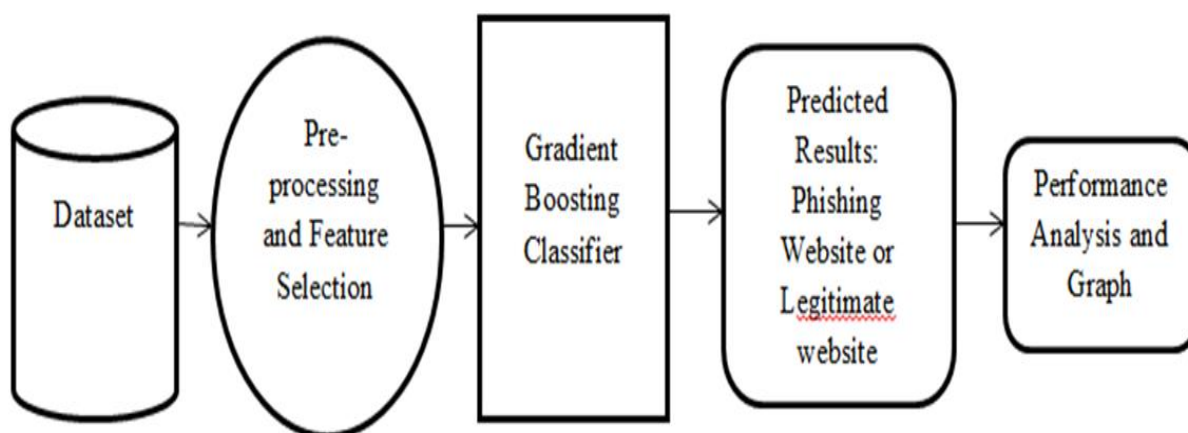 Dataset
Pre-
processing
and Feature
Selection
Gradient
Boosting
Classifier
Predicted
Results:
Phishing
Website or
Legitimate
website
Performance
Analysis and
Graph